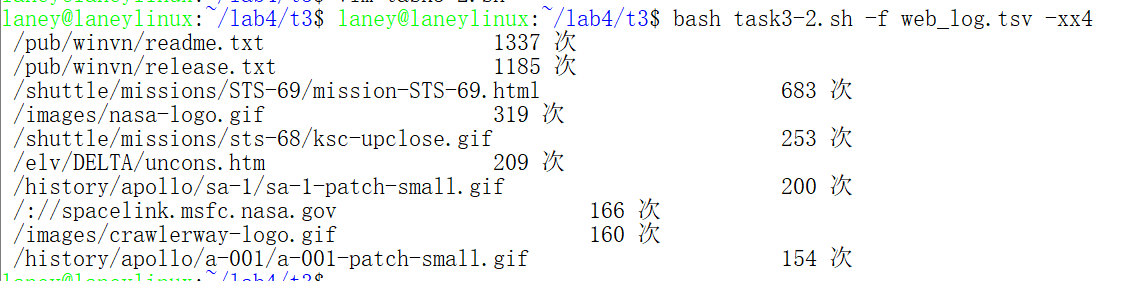 laney@laneylinux:~/lab4/t3$ laney@laneylinux:~/lab4/t3$ bash task3-2.sh -f web_log.tsv -xx4
/pub/winvn/readme.txt 1337 次
/pub/winvn/release.txt 1185 次
/shuttle/missions/STS-69/mission-STS-69.html 683 次
/images/nasa-logo.gif 319 次
/shuttle/missions/sts-68/ksc-upclose.gif 253 次
/elv/DELTA/uncons.htm 209 次
/history/apollo/sa-1/sa-1-patch-small.gif 200 次
/://spacelink.msfc.nasa.gov 166 次
/images/crawlerway-logo.gif 160 次
/history/apollo/a-001/a-001-patch-small.gif 154 次
laney@laneylinux:~/lab4/t3$